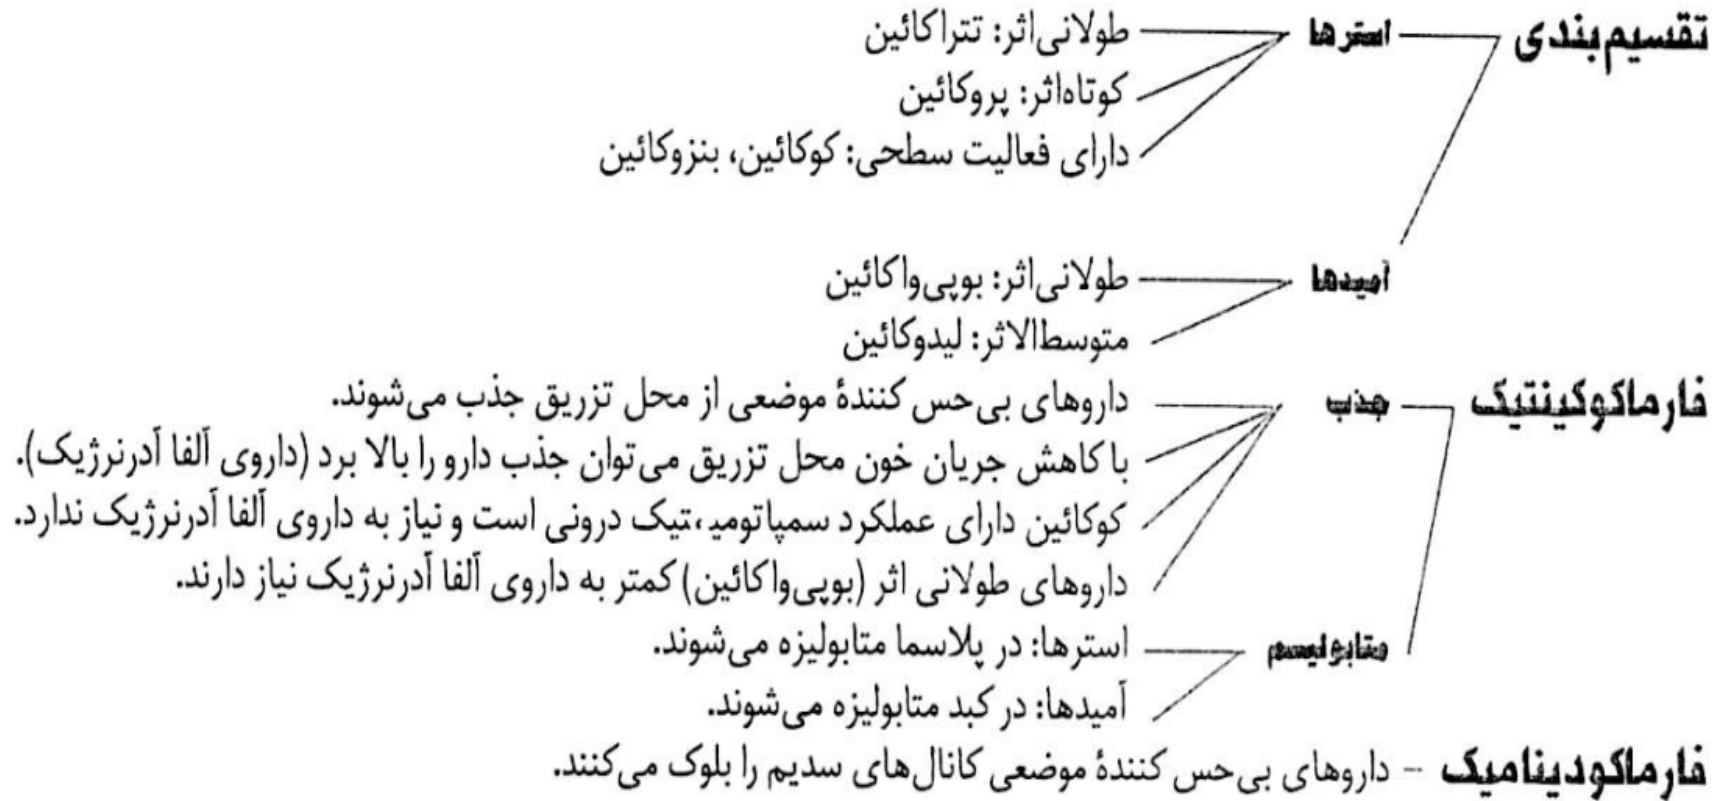 تقسیم‌بندی
استرها
طولانی‌اثر: تتراکائین
کوتاه‌اثر: پروکائین
دارای فعالیت سطحی: کوکائین، بنزوکائین
آمیدها
طولانی‌اثر: بوپی‌واکائین
متوسط‌الاثر: لیدوکائین
فارماکوکینتیک
جذب
داروهای بی‌حس کنندۀ موضعی از محل تزریق جذب می‌شوند.
با کاهش جریان خون محل تزریق می‌توان جذب دارو را بالا برد (داروی آلفا آدرنرژیک).
کوکائین دارای عملکرد سمپاتومیمتیک درونی است و نیاز به داروی آلفا آدرنرژیک ندارد.
داروهای طولانی اثر (بوپی‌واکائین) کمتر به داروی آلفا آدرنرژیک نیاز دارند.
متابولیسم
استرها: در پلاسما متابولیزه می‌شوند.
آمیدها: در کبد متابولیزه می‌شوند.
فارماکودینامیک – داروهای بی‌حس کنندۀ موضعی کانال‌های سدیم را بلوک می‌کنند.